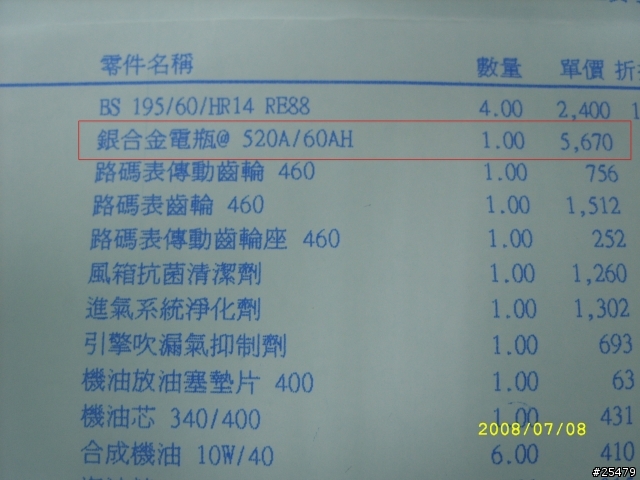 零件名稱 數量 單價 折
BS 195/60/HR14 RE88 4.00 2,400 1
銀合金電瓶@ 520A/60AH 1.00 5,670
路碼表傳動齒輪 460 1.00 756
路碼表齒輪 460 1.00 1,512
路碼表傳動齒輪座 460 1.00 252
風箱抗菌清潔劑 1.00 1,260
進氣系統淨化劑 1.00 1,302
引擎吹漏氣抑制劑 1.00 693
機油放油塞墊片 400 1.00 63
機油芯 340/400 1.00 431
合成機油 10W/40 6.00 410
2008/07/08
#25479